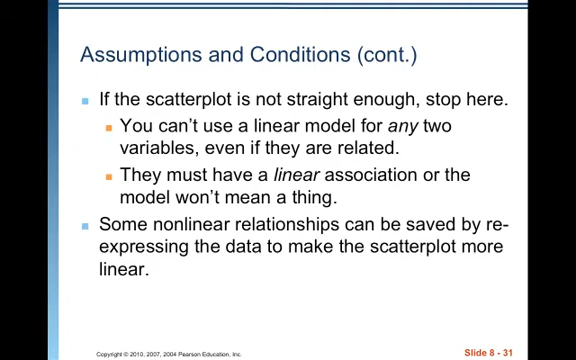 Assumptions and Conditions (cont.)
If the scatterplot is not straight enough, stop here.
You can’t use a linear model for any two
variables, even if they are related.
They must have a linear association or the
model won’t mean a thing.
Some nonlinear relationships can be saved by re-
expressing the data to make the scatterplot more
linear.
Copyright © 2010, 2007, 2004 Pearson Education, Inc.
Slide 8 - 31